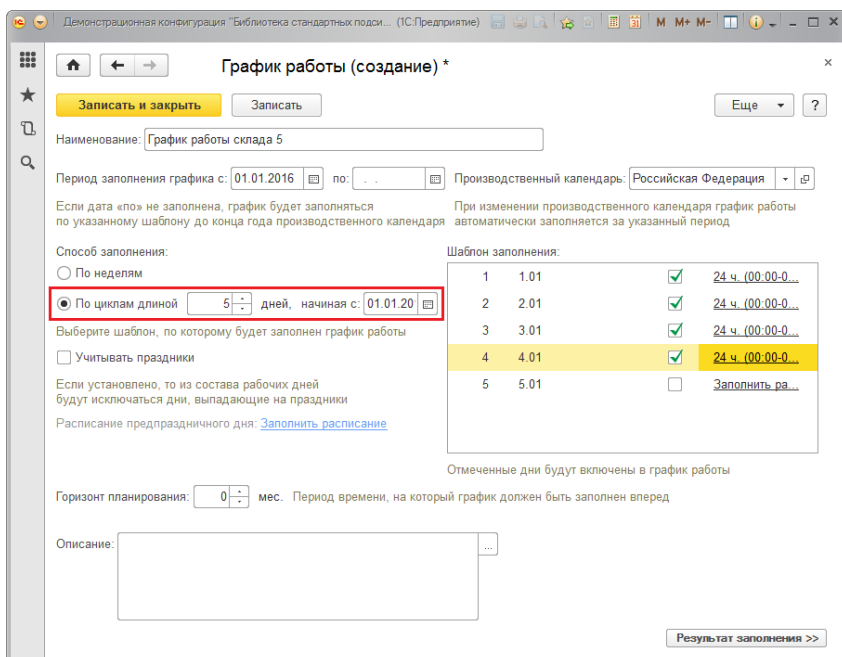 Демонстрационная конфигурация "Библиотека стандартных подси... (1С:Предприятие) M M+ M-
График работы (создание) *
Записать и закрыть Записать Еще ?
Наименование: График работы склада 5
Период заполнения графика с: 01.01.2016 по: . . Производственный календарь: Российская Федерация
Если дата «по» не заполнена, график будет заполняться При изменении производственного календаря график работы
по указанному шаблону до конца года производственного календаря автоматически заполняется за указанный период
Способ заполнения: Шаблон заполнения:
По неделям 1 1.01 24 ч. (00:00-0...
По циклам длиной 5 дней, начиная с: 01.01.20 2 2.01 24 ч. (00:00-0...
Выберите шаблон, по которому будет заполнен график работы 3 3.01 24 ч. (00:00-0...
Учитывать праздники 4 4.01 24 ч. (00:00-0...
Если установлено, то из состава рабочих дней 5 5.01 Заполнить ра...
будут исключаться дни, выпадающие на праздники
Расписание предпраздничного дня: Заполнить расписание
Отмеченные дни будут включены в график работы
Горизонт планирования: 0 мес. Период времени, на который график должен быть заполнен вперед
Описание: ...
Результат заполнения >>